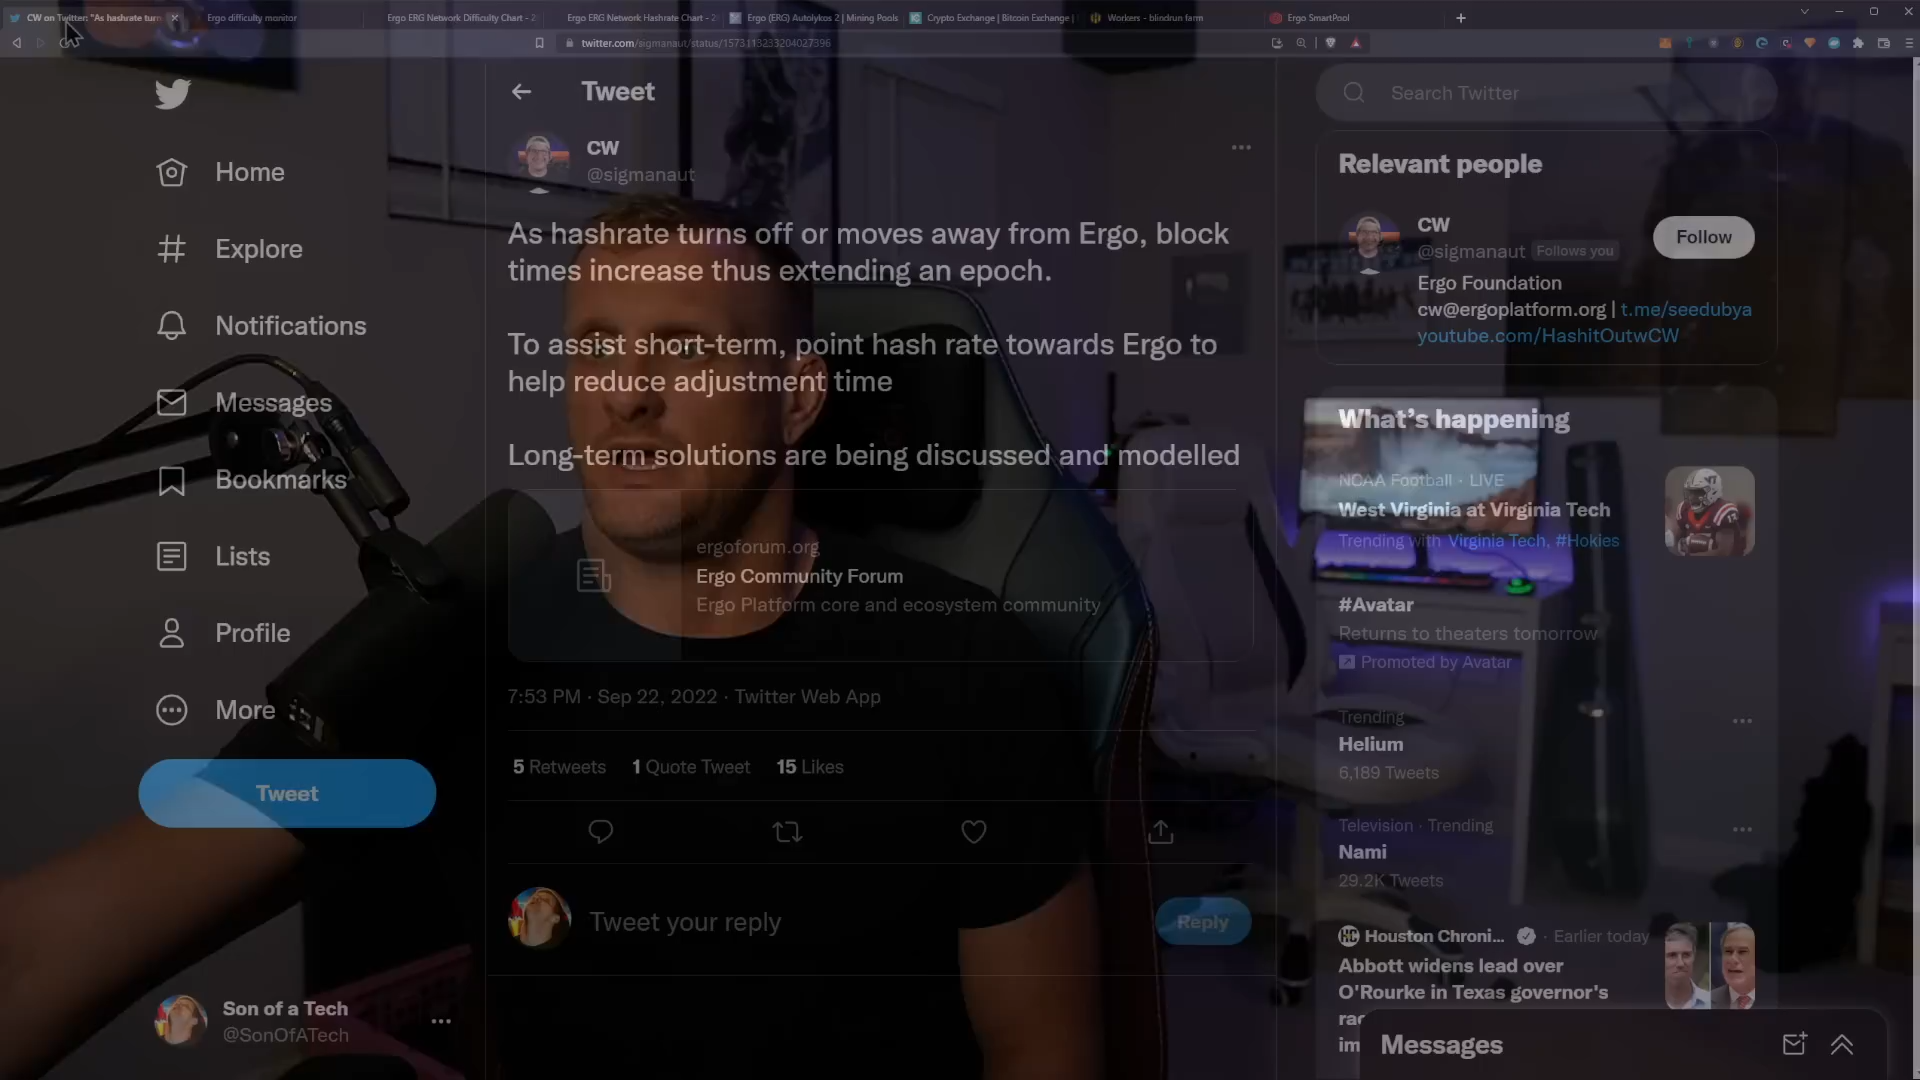 CW on Twitter: "As hashrate turn
Ergo difficulty monitor
Ergo ERG Network Difficulty Chart - 2
Ergo ERG Network Hashrate Chart - 2
Ergo (ERG) Autolykos 2 | Mining Pools
Crypto Exchange | Bitcoin Exchange |
Workers - blindrun farm
Ergo SmartPool
twitter.com/sigmanaut/status/1573113233204027396
Home
Explore
Notifications
Messages
Bookmarks
Lists
Profile
More
Tweet
Son of a Tech
@SonOfATech
Tweet
CW
@sigmanaut
As hashrate turns off or moves away from Ergo, block
times increase thus extending an epoch.
To assist short-term, point hash rate towards Ergo to
help reduce adjustment time
Long-term solutions are being discussed and modelled
ergoforum.org
Ergo Community Forum
Ergo Platform core and ecosystem community
7:53 PM · Sep 22, 2022 · Twitter Web App
5 Retweets 1 Quote Tweet 15 Likes
Tweet your reply
Reply
Search Twitter
Relevant people
CW
@sigmanaut Follows you
Follow
Ergo Foundation
cw@ergoplatform.org | t.me/seedubya
youtube.com/HashitOutwCW
What's happening
NCAA Football · LIVE
West Virginia at Virginia Tech
Trending with Virginia Tech, #Hokies
#Avatar
Returns to theaters tomorrow
Promoted by Avatar
Trending
Helium
6,189 Tweets
Television · Trending
Nami
29.2K Tweets
Houston Chroni... · Earlier today
Abbott widens lead over
O'Rourke in Texas governor's
Messages